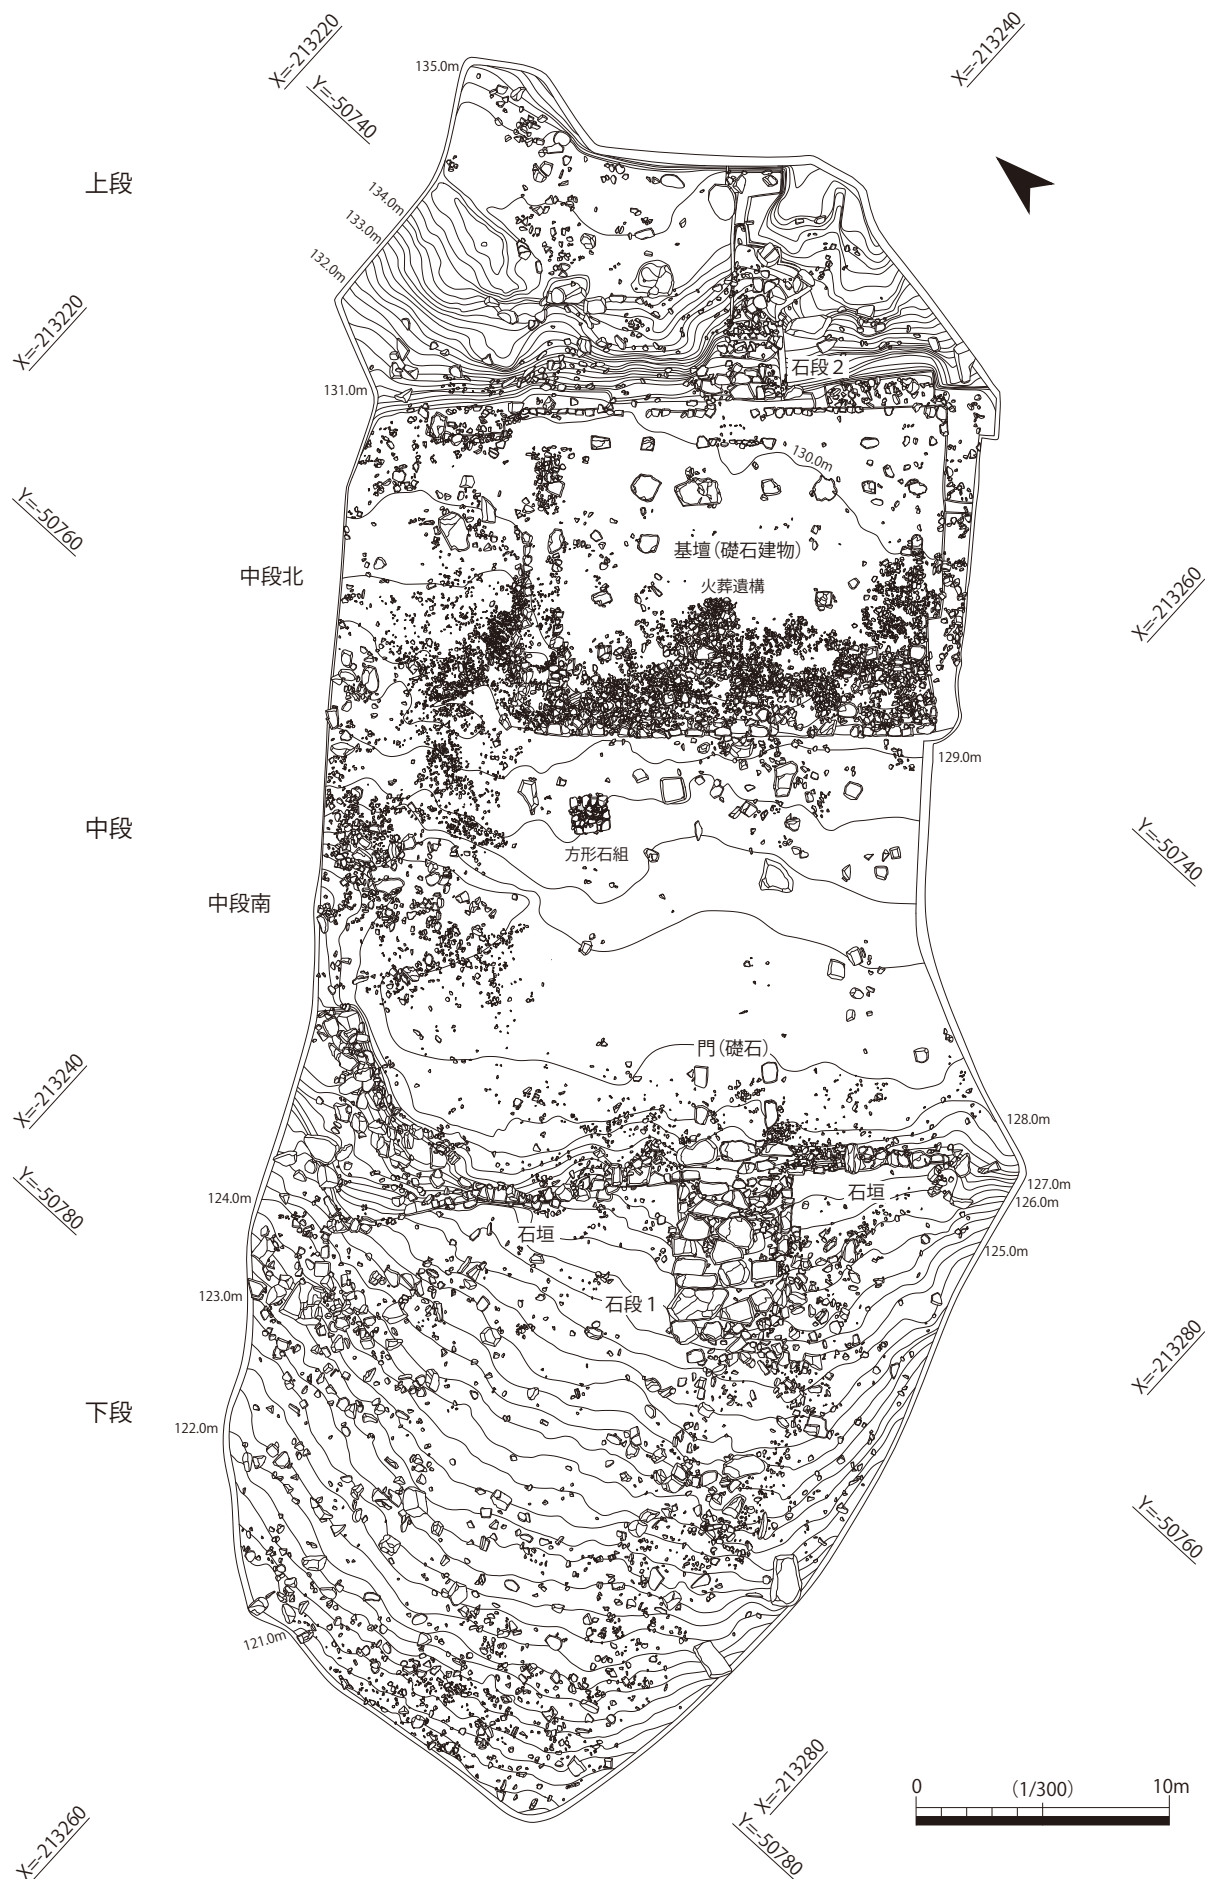 X=-213220
Y=-50740
X=-213240
135.0m
上段
134.0m
133.0m
132.0m
X=-213220
131.0m
石段2
130.0m
Y=-50760
基壇(礎石建物)
中段北
火葬遺構
X=-213260
129.0m
中段
方形石組
Y=-50740
中段南
門(礎石)
X=-213240
128.0m
127.0m
Y=-50780
124.0m
石垣
126.0m
石垣
125.0m
123.0m
石段1
X=-213280
下段
122.0m
Y=-50760
121.0m
X=-213280
0 (1/300) 10m
X=-213260
Y=-50780